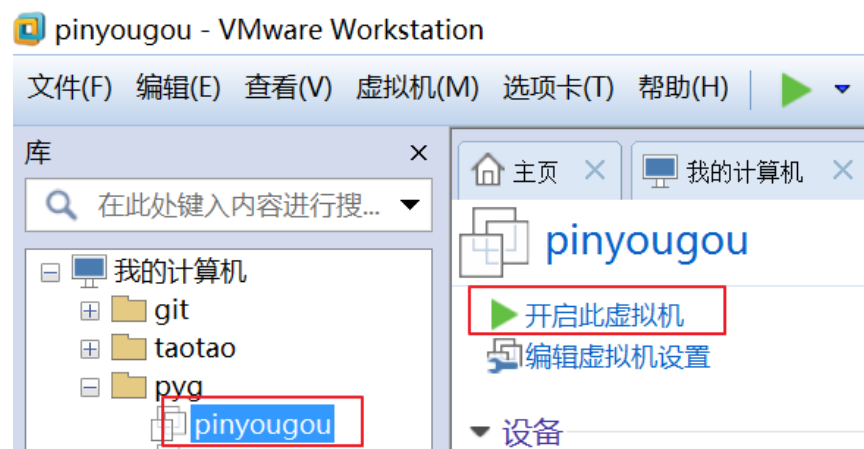 pinyougou - VMware Workstation
文件(F) 编辑(E) 查看(V) 虚拟机(M) 选项卡(T) 帮助(H)
库
在此处键入内容进行搜...
我的计算机
git
taotao
pyg
pinyougou
主页 我的计算机
pinyougou
开启此虚拟机
编辑虚拟机设置
设备